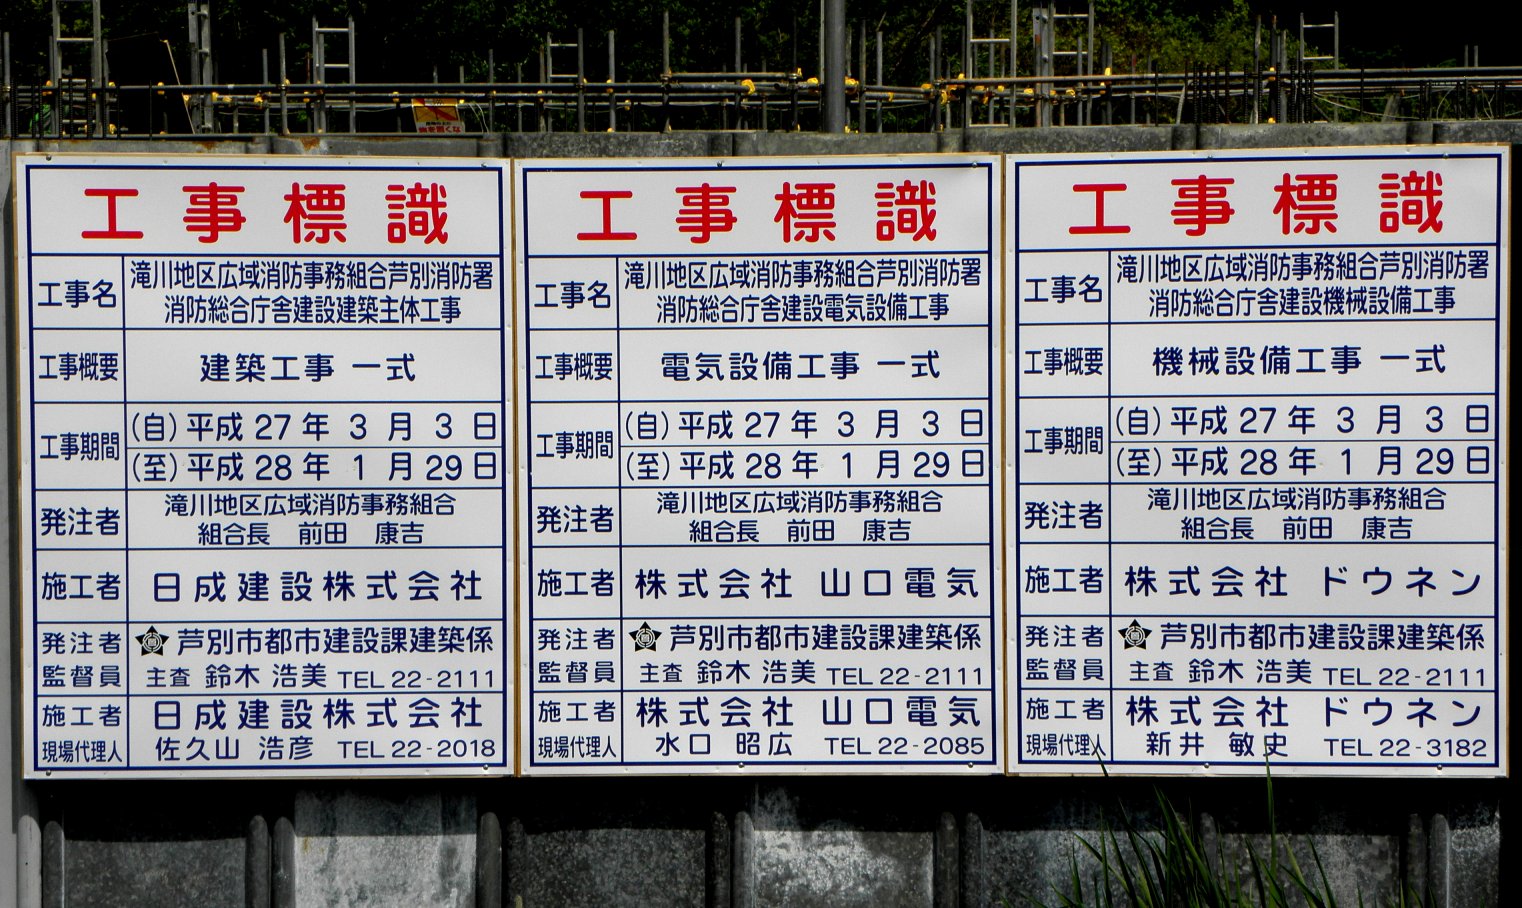 工事標識
工事名
滝川地区広域消防事務組合芦別消防署
消防総合庁舎建設建築主体工事
工事概要
建築工事 一式
工事期間
(自)平成 27 年 3 月 3 日
(至)平成 28 年 1 月 29 日
発注者
滝川地区広域消防事務組合
組合長 前田 康吉
施工者
日成建設株式会社
発注者
監督員
芦別市都市建設課建築係
主査 鈴木 浩美 TEL 22-2111
施工者
現場代理人
日成建設株式会社
佐久山 浩彦 TEL 22-2018
工事標識
工事名
滝川地区広域消防事務組合芦別消防署
消防総合庁舎建設電気設備工事
工事概要
電気設備工事 一式
工事期間
(自)平成 27 年 3 月 3 日
(至)平成 28 年 1 月 29 日
発注者
滝川地区広域消防事務組合
組合長 前田 康吉
施工者
株式会社 山口電気
発注者
監督員
芦別市都市建設課建築係
主査 鈴木 浩美 TEL 22-2111
施工者
現場代理人
株式会社 山口電気
水口 昭広 TEL 22-2085
工事標識
工事名
滝川地区広域消防事務組合芦別消防署
消防総合庁舎建設機械設備工事
工事概要
機械設備工事 一式
工事期間
(自)平成 27 年 3 月 3 日
(至)平成 28 年 1 月 29 日
発注者
滝川地区広域消防事務組合
組合長 前田 康吉
施工者
株式会社 ドウネン
発注者
監督員
芦別市都市建設課建築係
主査 鈴木 浩美 TEL 22-2111
施工者
現場代理人
株式会社 ドウネン
新井 敏史 TEL 22-3182